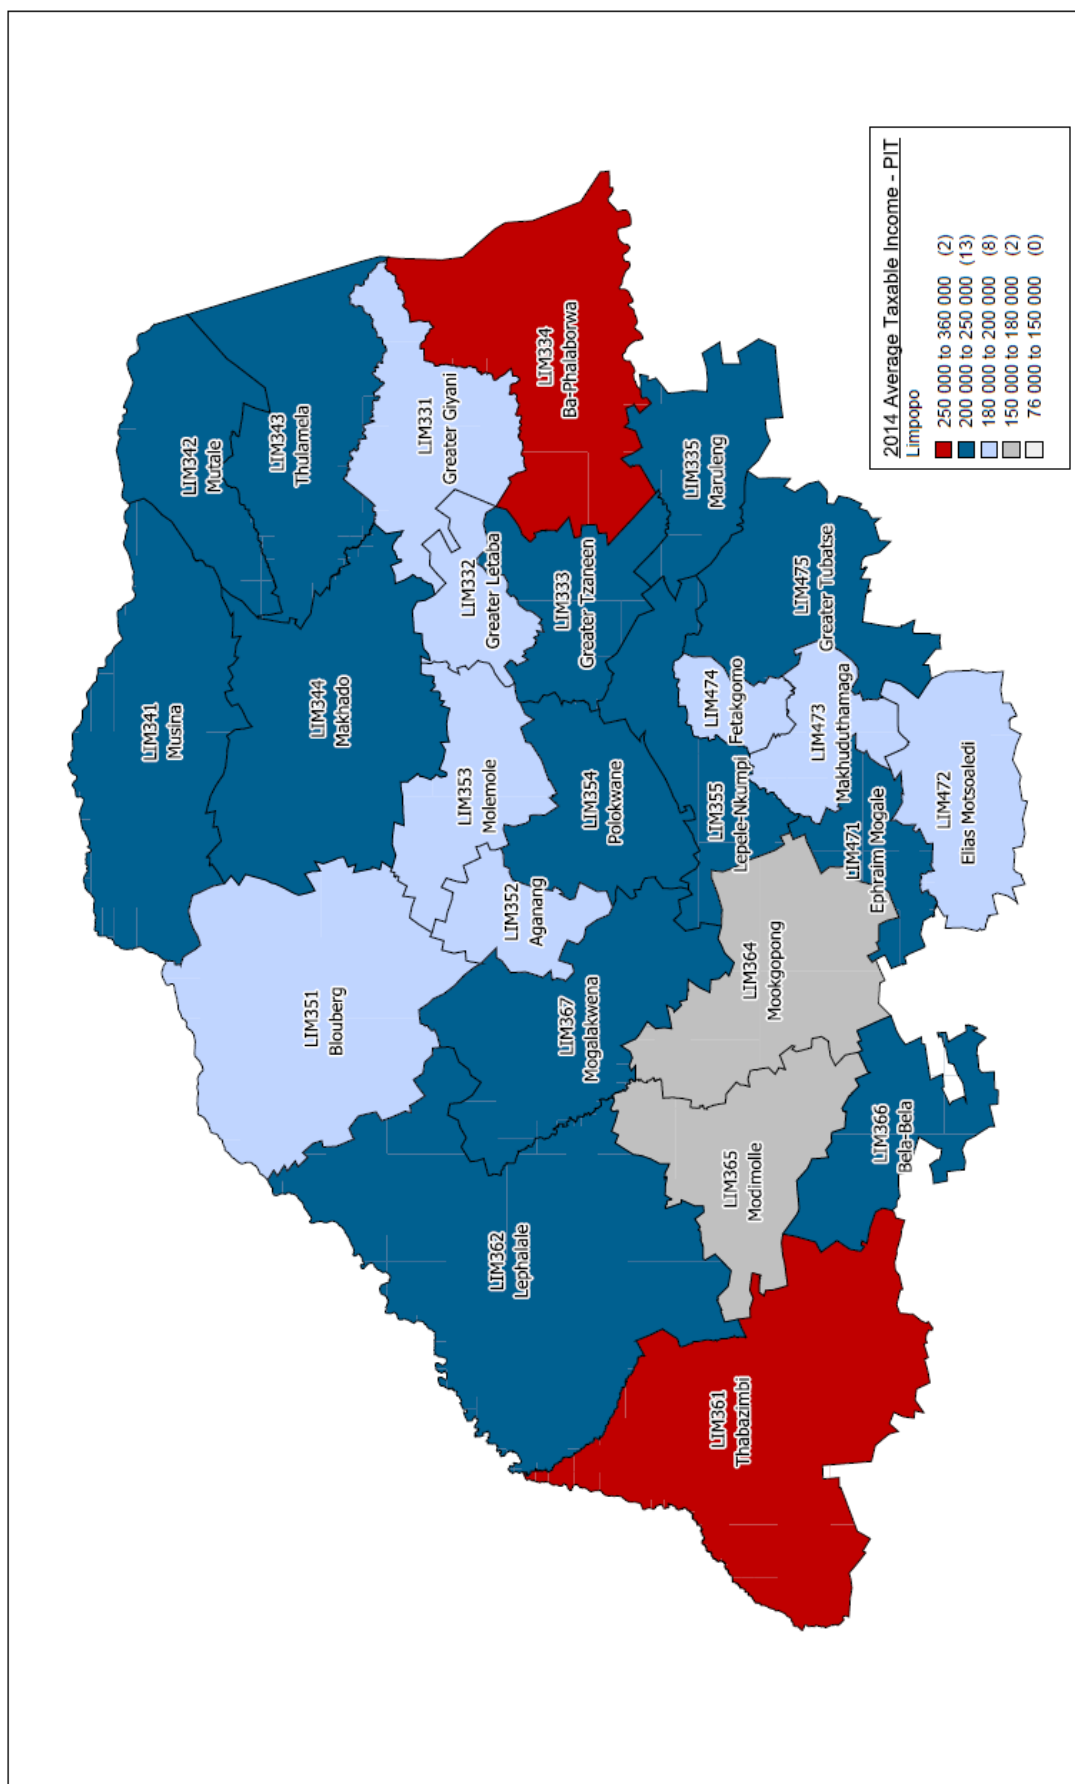 LIM341
Musina
LIM342
Mutale
LIM343
Thulamela
LIM344
Makhado
LIM351
Blouberg
LIM331
Greater Giyani
LIM332
Greater Letaba
LIM353
Molemole
LIM352
Aganang
LIM334
Ba-Phalaborwa
LIM333
Greater Tzaneen
LIM354
Polokwane
LIM367
Mogalakwena
LIM362
Lephalale
LIM335
Maruleng
LIM474
Fetakgomo
LIM355
Lepele-Nkumpi
LIM475
Greater Tubatse
LIM473
Makhuduthamaga
LIM364
Mookgopong
LIM365
Modimolle
LIM361
Thabazimbi
LIM471
Ephraim Mogale
LIM366
Bela-Bela
LIM472
Elias Motsoaledi
2014 Average Taxable Income - PIT
Limpopo
250 000 to 360 000 (2)
200 000 to 250 000 (13)
180 000 to 200 000 (8)
150 000 to 180 000 (2)
76 000 to 150 000 (0)